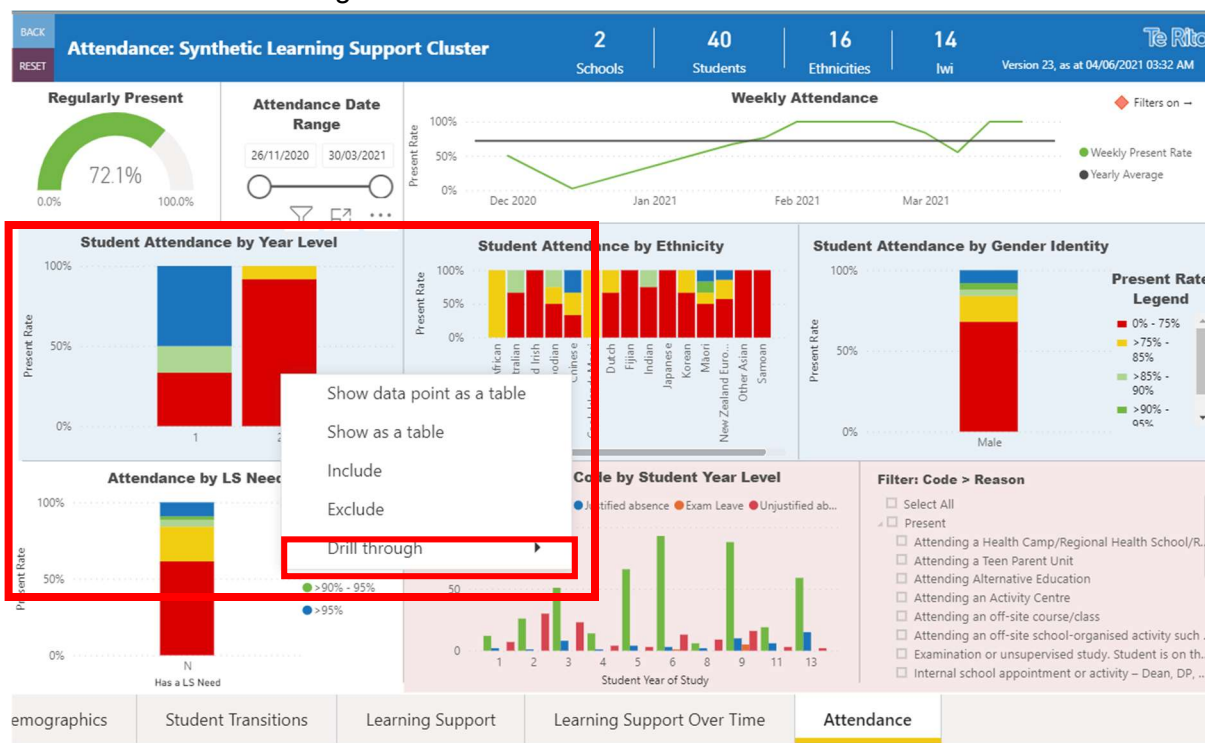 BACK
RESET
Attendance: Synthetic Learning Support Cluster
2
Schools
40
Students
16
Ethnicities
14
Iwi
Te Rito
Version 23, as at 04/06/2021 03:32 AM
Regularly Present
72.1%
0.0%
100.0%
Attendance Date
Range
26/11/2020
30/03/2021
Weekly Attendance
Filters on →
Present Rate
100%
50%
0%
Dec 2020
Jan 2021
Feb 2021
Mar 2021
Weekly Present Rate
Yearly Average
Student Attendance by Year Level
Present Rate
100%
50%
0%
1
2
Student Attendance by Ethnicity
Present Rate
100%
50%
0%
Dutch
Fijian
Indian
Japanese
Korean
Māori
New Zealand Euro...
Other Asian
Samoan
Student Attendance by Gender Identity
Present Rate
100%
50%
0%
Male
Present Rate
Legend
0% - 75%
>75% -
85%
>85% -
90%
>90% -
95%
Show data point as a table
Show as a table
Include
Exclude
Drill through
Attendance by LS Need
Present Rate
100%
50%
0%
N
Has a LS Need
>90% - 95%
>95%
Code by Student Year Level
Justified absence
Exam Leave
Unjustified ab...
50
0
1
2
3
4
5
6
8
9
11
13
Student Year of Study
Filter: Code > Reason
Select All
Present
Attending a Health Camp/Regional Health School/R...
Attending a Teen Parent Unit
Attending Alternative Education
Attending an Activity Centre
Attending an off-site course/class
Attending an off-site school-organised activity such ...
Examination or unsupervised study. Student is on th...
Internal school appointment or activity – Dean, DP, ...
emographics
Student Transitions
Learning Support
Learning Support Over Time
Attendance